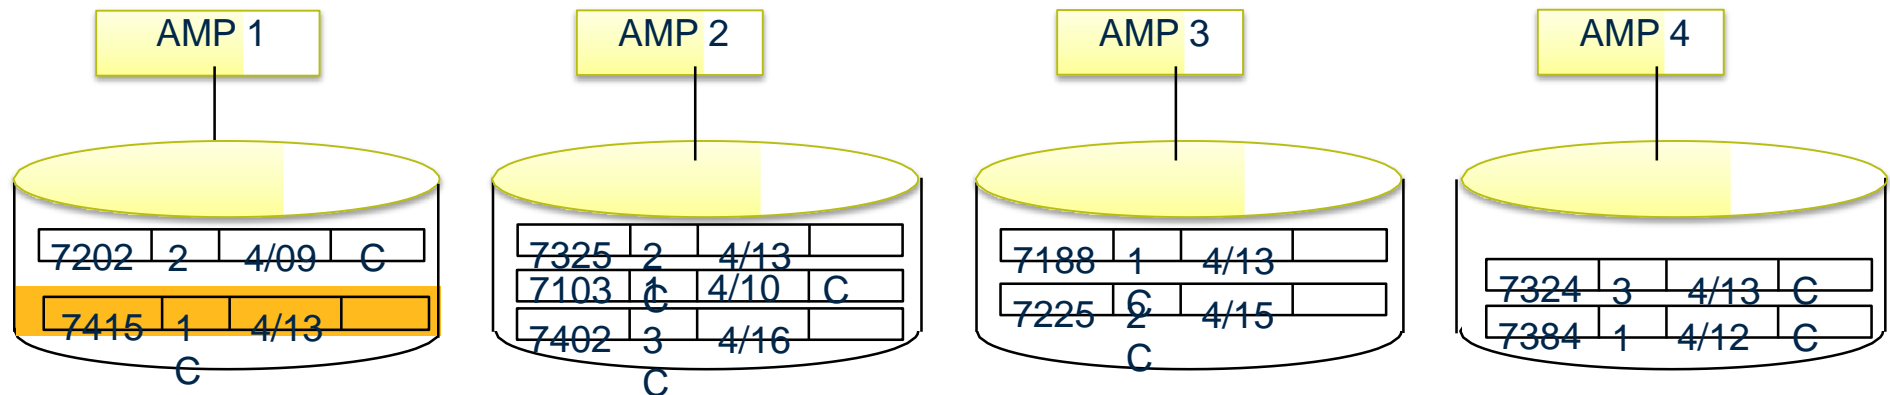 AMP 1
AMP 2
AMP 3
AMP 4
7202 2 4/09 C
7415 1 4/13
C
7325 2 4/13
C
7103 1 4/10 C
7402 3 4/16
C
7188 1 4/13
C
7225 2 4/15
C
7324 3 4/13 C
7384 1 4/12 C